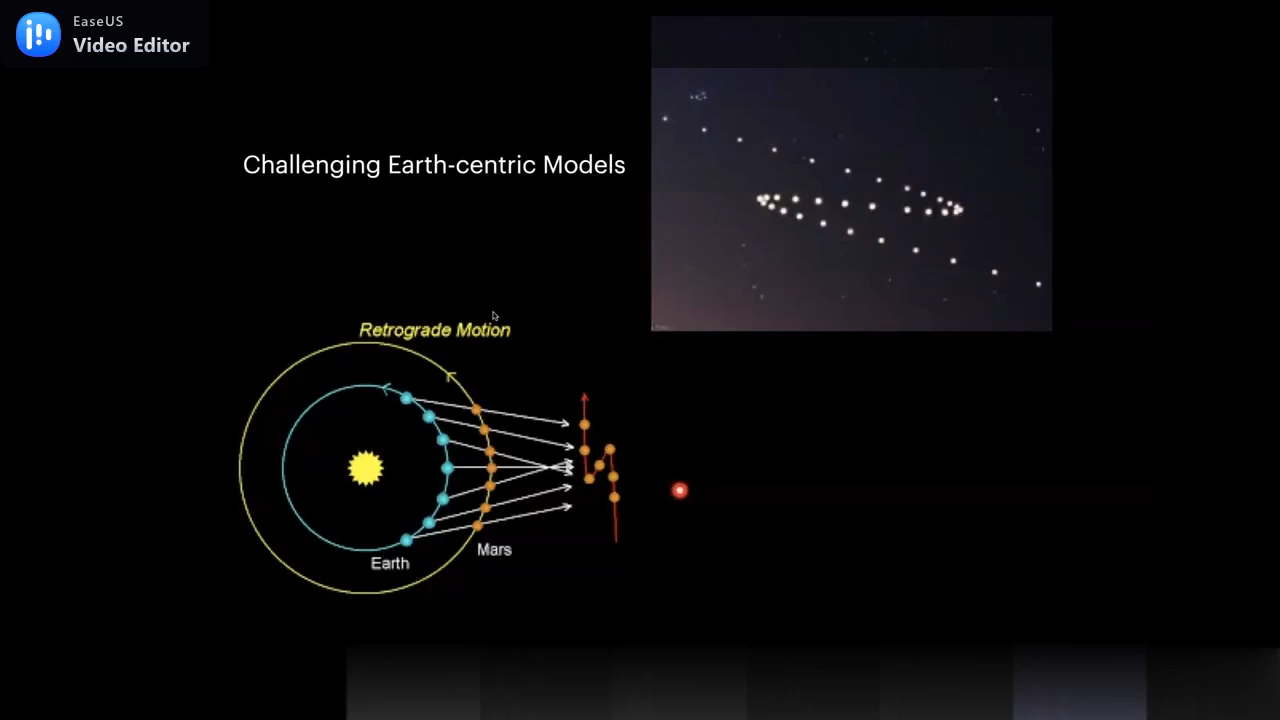 EaseUS
Video Editor
Challenging Earth-centric Models
Retrograde Motion
Earth
Mars